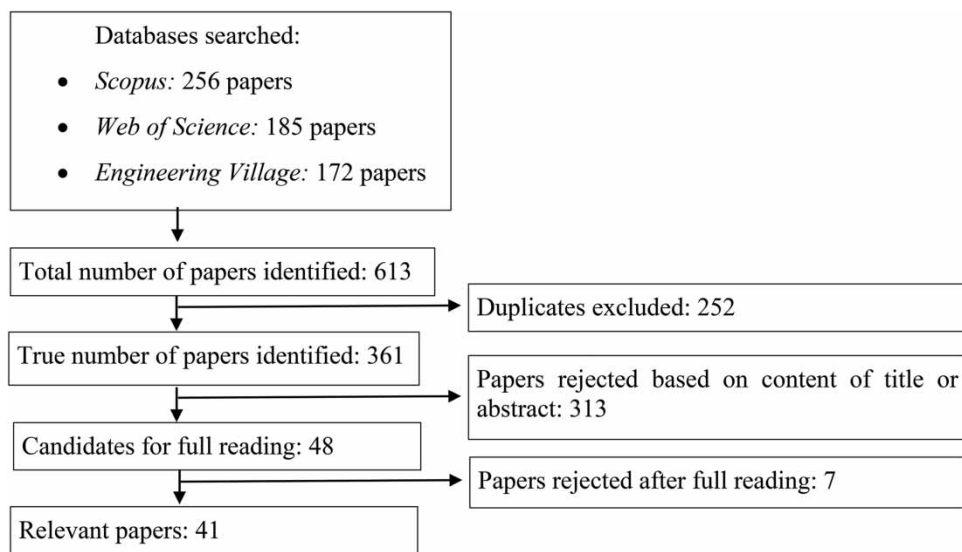 Databases searched:
• Scopus: 256 papers
• Web of Science: 185 papers
• Engineering Village: 172 papers
Total number of papers identified: 613
Duplicates excluded: 252
True number of papers identified: 361
Papers rejected based on content of title or
abstract: 313
Candidates for full reading: 48
Papers rejected after full reading: 7
Relevant papers: 41